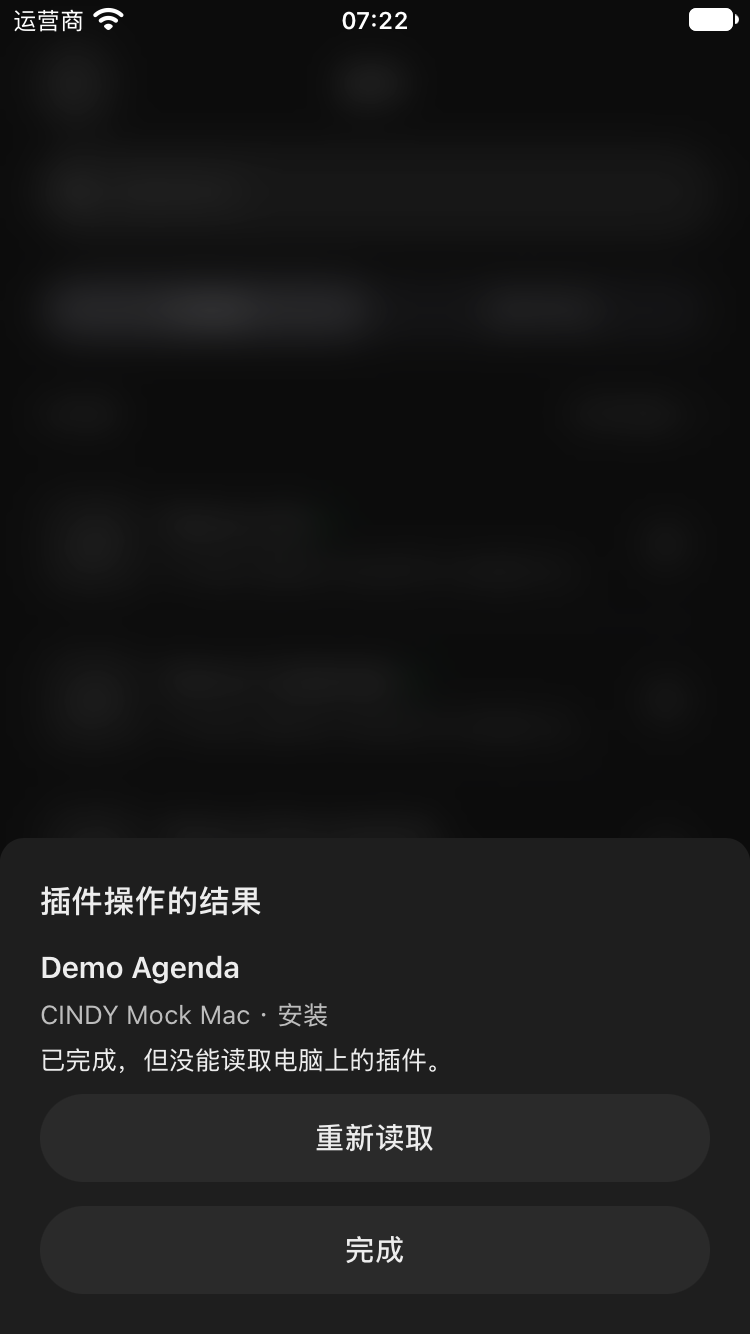 运营商
07:22
插件操作的结果
Demo Agenda
CINDY Mock Mac · 安装
已完成，但没能读取电脑上的插件。
重新读取
完成